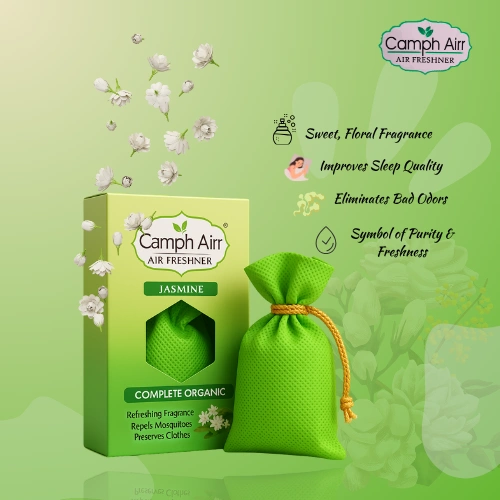 Camph Airr
AIR FRESHNER
Sweet, Floral Fragrance
Improves Sleep Quality
Eliminates Bad Odors
Symbol of Purity &
Freshness
Camph Airr®
AIR FRESHNER
JASMINE
COMPLETE ORGANIC
Refreshing Fragrance
Repels Mosquitoes
Preserves Clothes